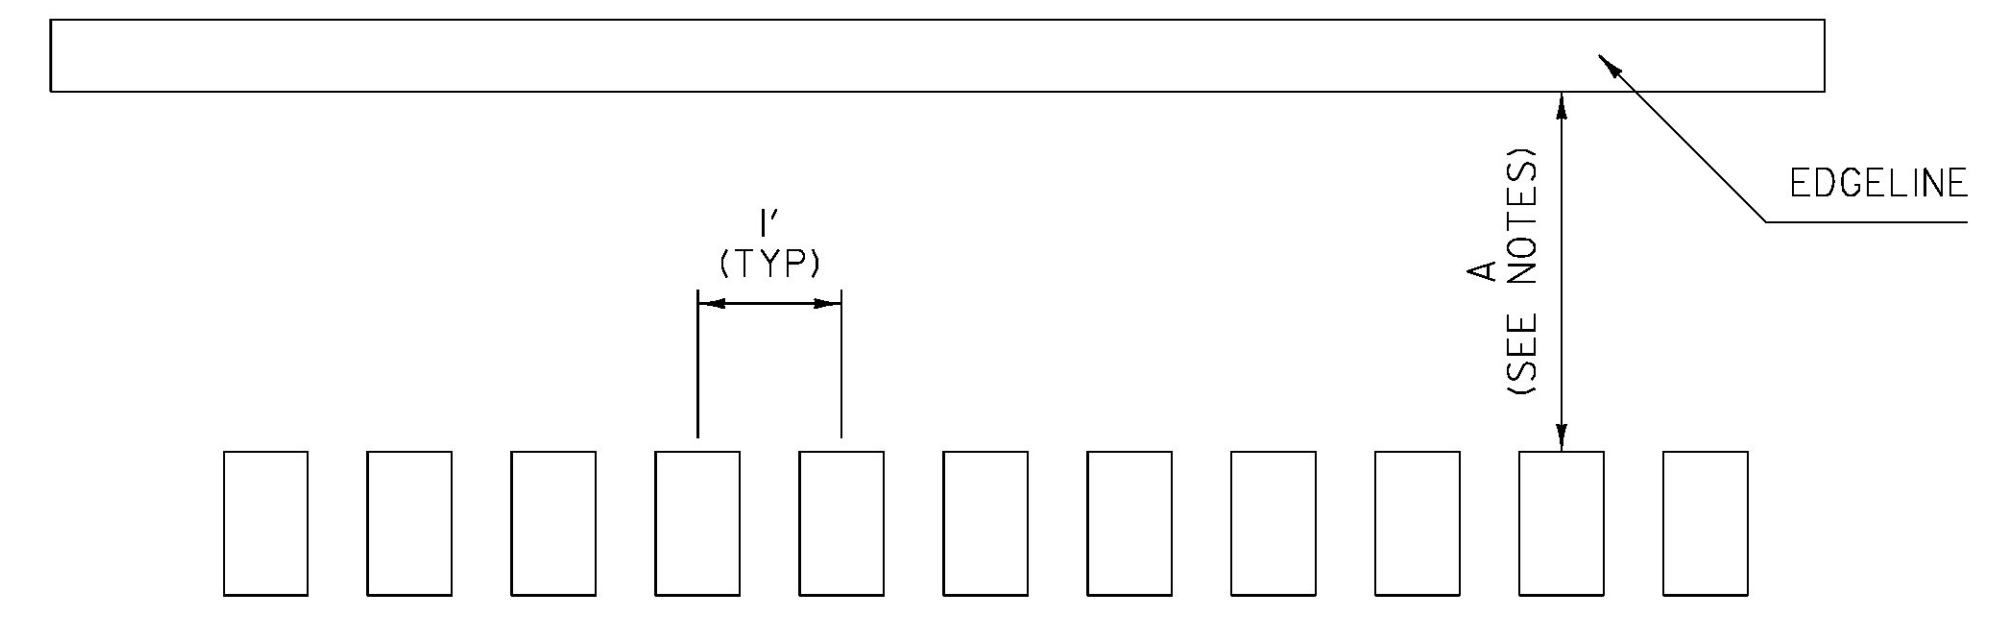 1'
(TYP)
A
(SEE NOTES)
EDGELINE